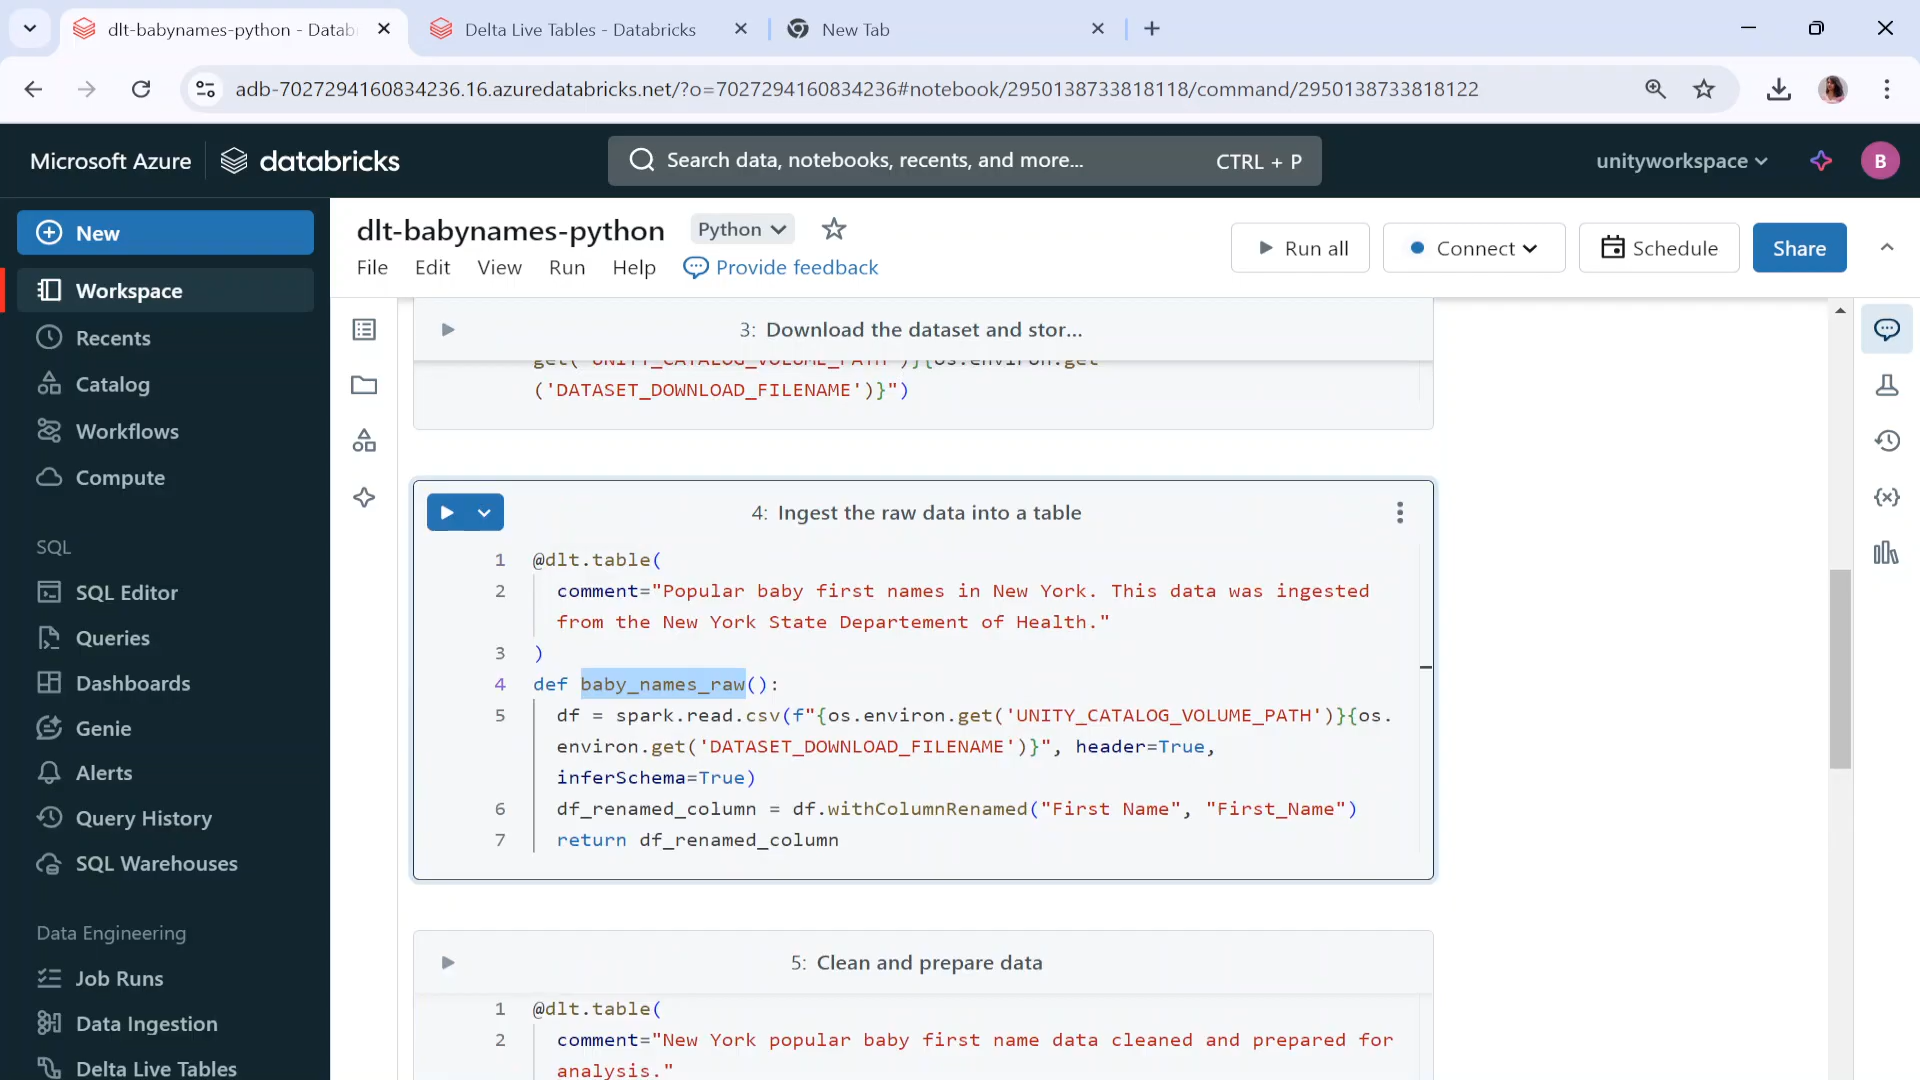 dlt-babynames-python - Datab
Delta Live Tables - Databricks
New Tab
adb-7027294160834236.16.azuredatabricks.net/?o=7027294160834236#notebook/2950138733818118/command/2950138733818122
Microsoft Azure
databricks
Search data, notebooks, recents, and more...
CTRL + P
unityworkspace
B
New
Workspace
Recents
Catalog
Workflows
Compute
SQL
SQL Editor
Queries
Dashboards
Genie
Alerts
Query History
SQL Warehouses
Data Engineering
Job Runs
Data Ingestion
Delta Live Tables
dlt-babynames-python
Python
File
Edit
View
Run
Help
Provide feedback
Run all
Connect
Schedule
Share
3: Download the dataset and stor...
get('UNITY_CATALOG_VOLUME_PATH')}{os.environ.get
('DATASET_DOWNLOAD_FILENAME')}")
4: Ingest the raw data into a table
1 @dlt.table(
2 comment="Popular baby first names in New York. This data was ingested
from the New York State Departement of Health."
3 )
4 def baby_names_raw():
5 df = spark.read.csv(f"{os.environ.get('UNITY_CATALOG_VOLUME_PATH')}{os.
environ.get('DATASET_DOWNLOAD_FILENAME')}", header=True,
inferSchema=True)
6 df_renamed_column = df.withColumnRenamed("First Name", "First_Name")
7 return df_renamed_column
5: Clean and prepare data
1 @dlt.table(
2 comment="New York popular baby first name data cleaned and prepared for
analysis."